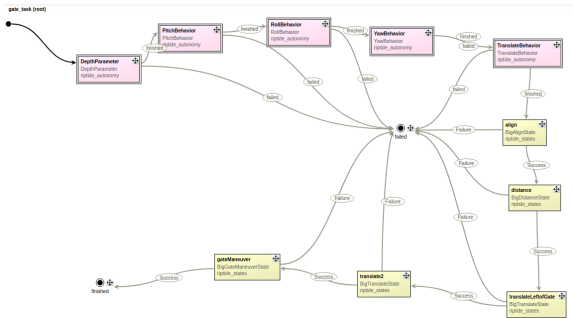 gate_task (root)
DepthParameter
DepthParameter
riptide_autonomy
finished
PitchBehavior
PitchBehavior
riptide_autonomy
finished
RollBehavior
RollBehavior
riptide_autonomy
finished
YawBehavior
YawBehavior
riptide_autonomy
finished
failed
TranslateBehavior
TranslateBehavior
riptide_autonomy
failed
failed
failed
failed
finished
align
BigAlignState
riptide_states
Failure
failed
Success
Failure
distance
BigDistanceState
riptide_states
Failure
Failure
Failure
Success
gateManeuver
BigGateManeuverState
riptide_states
translate2
BigTranslateState
riptide_states
translateLeftofGate
BigTranslateState
riptide_states
Success
Success
Success
finished